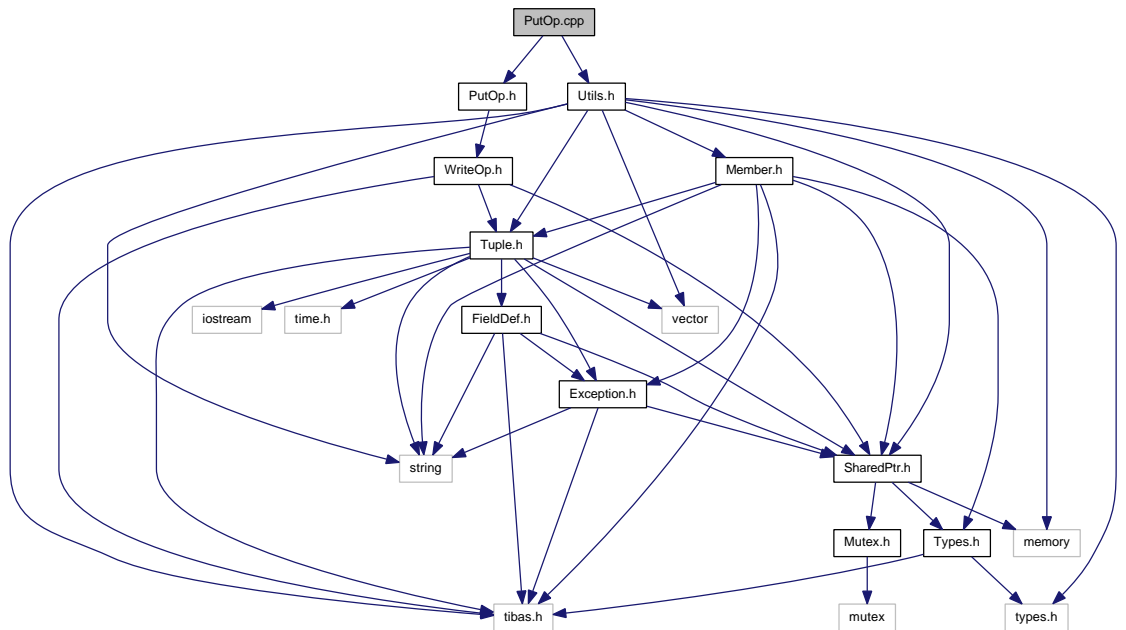 PutOp.cpp
PutOp.h
Utils.h
WriteOp.h
Member.h
Tuple.h
iostream
time.h
FieldDef.h
vector
Exception.h
string
SharedPtr.h
Mutex.h
Types.h
memory
tibas.h
mutex
types.h